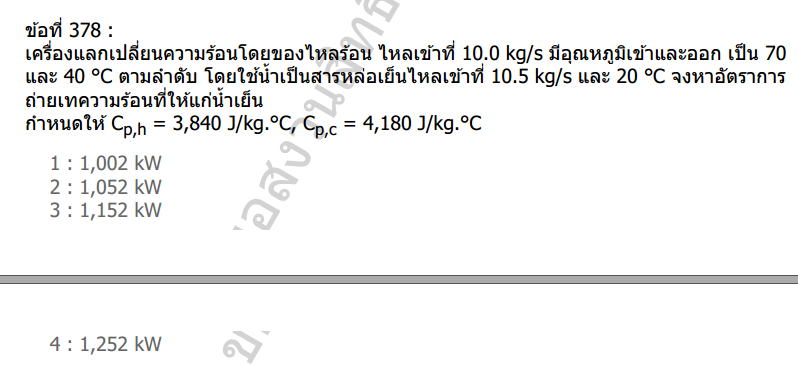 ข้อที่ 378 :
เครื่องแลกเปลี่ยนความร้อนโดยของไหลร้อน ไหลเข้าที่ 10.0 kg/s มีอุณหภูมิเข้าและออก เป็น 70
และ 40 °C ตามลำดับ โดยใช้น้ำเป็นสารหล่อเย็นไหลเข้าที่ 10.5 kg/s และ 20 °C จงหาอัตราการ
ถ่ายเทความร้อนที่ให้แก่น้ำเย็น
กำหนดให้ Cp,h = 3,840 J/kg.°C, Cp,c = 4,180 J/kg.°C
1 : 1,002 kW
2 : 1,052 kW
3 : 1,152 kW
4 : 1,252 kW